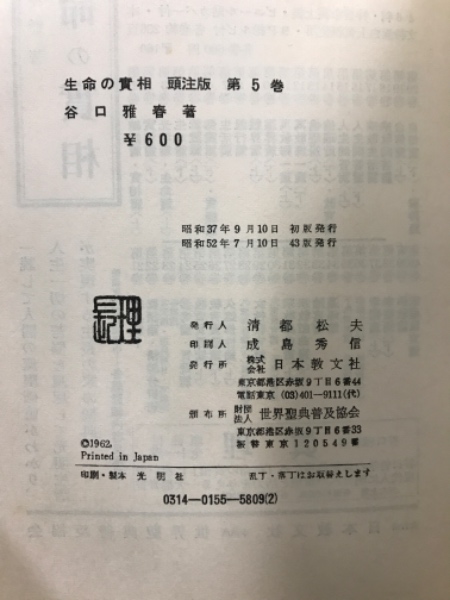 生命の實相 頭注版 第5巻
谷口雅春著
¥600
昭和37年9月10日 初版発行
昭和52年7月10日 43版発行
発行人 清都松夫
印刷人 成島秀信
発行所 株式会社 日本教文社
東京都港区赤坂9丁目6番44
電話東京 (03)401-9111(代)
頒布所 財団法人 世界聖典普及協会
東京都港区赤坂9丁目6番33
振替東京120549番
©1962,
Printed in Japan
印刷・製本 光明社 乱丁・落丁はお取替えします
0314-0155-5809(2)